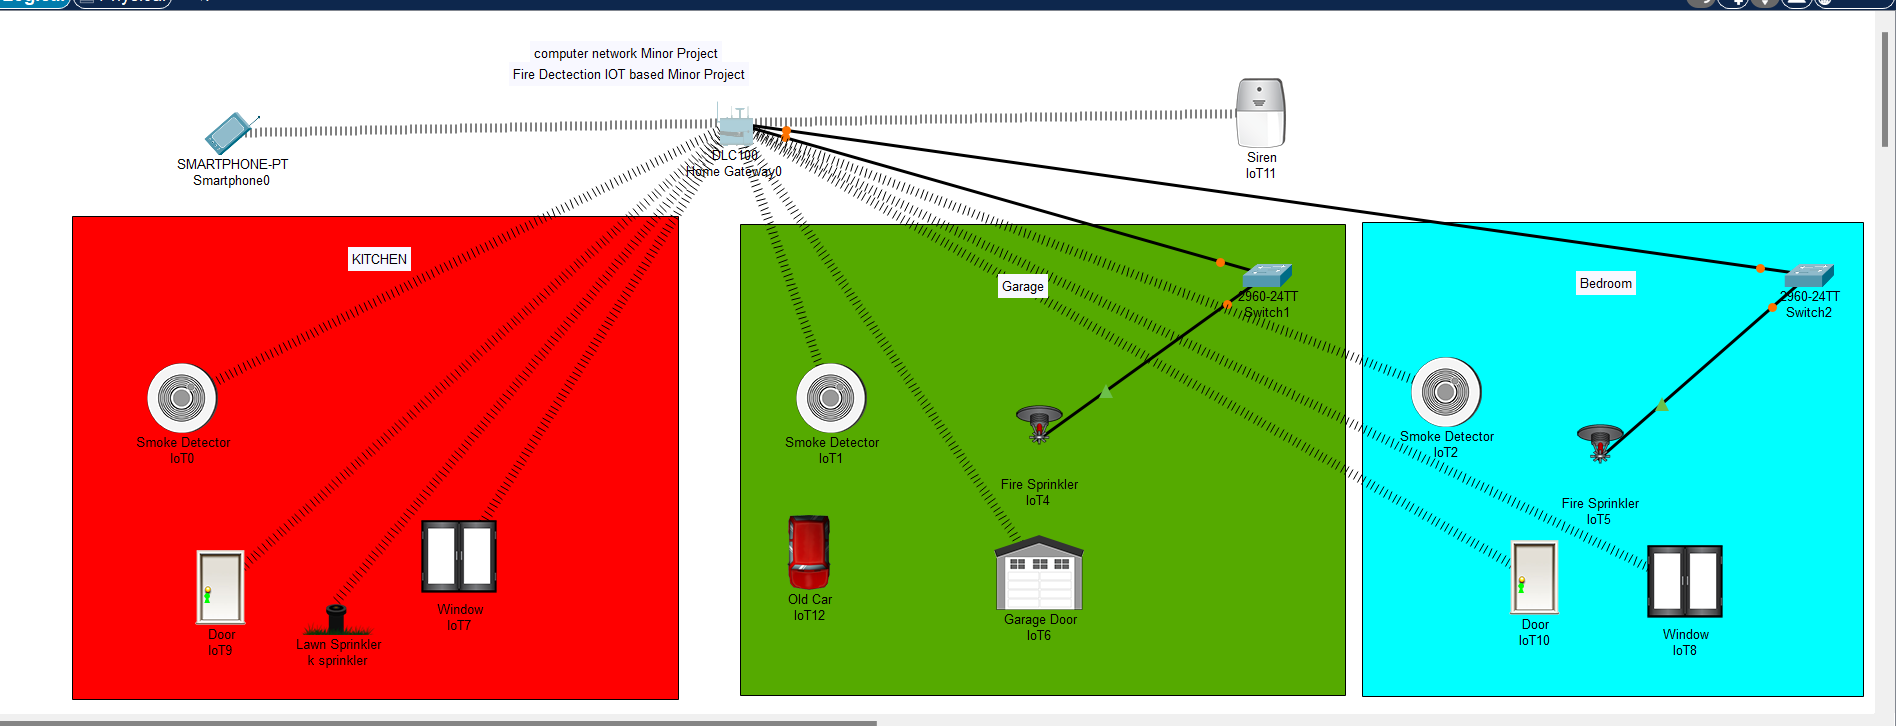 Logical Physical
computer network Minor Project
Fire Dectection IOT based Minor Project
SMARTPHONE-PT
Smartphone0
DLC100
Home Gateway0
Siren
IoT11
KITCHEN
Smoke Detector
IoT0
Door
IoT9
Lawn Sprinkler
k sprinkler
Window
IoT7
Garage
2960-24TT
Switch1
Smoke Detector
IoT1
Fire Sprinkler
IoT4
Old Car
IoT12
Garage Door
IoT6
Bedroom
2960-24TT
Switch2
Smoke Detector
IoT2
Fire Sprinkler
IoT5
Door
IoT10
Window
IoT8